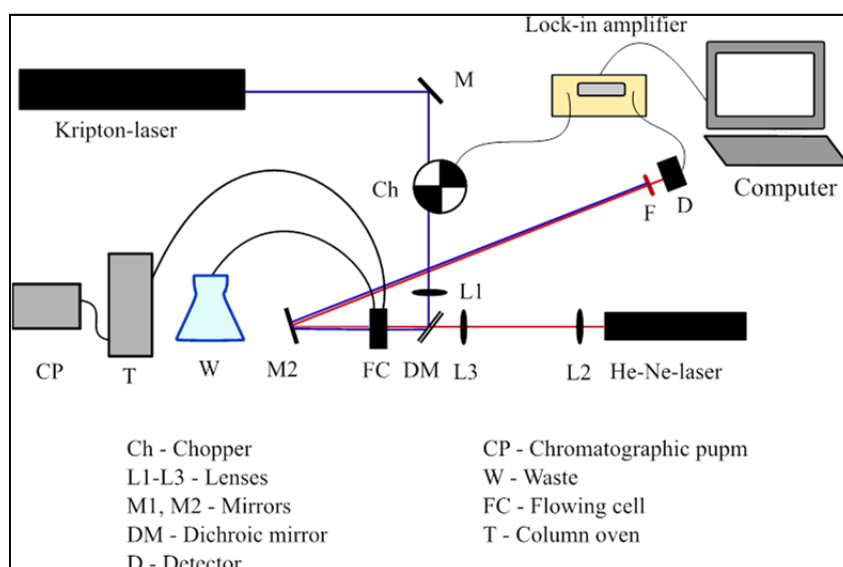 Lock-in amplifier
M
Kripton-laser
Ch
Computer
F
D
L1
CP
T
W
M2
FC
DM
L3
L2
He-Ne-laser
Ch - Chopper
L1-L3 - Lenses
M1, M2 - Mirrors
DM - Dichroic mirror
D - Detector
CP - Chromatographic pupm
W - Waste
FC - Flowing cell
T - Column oven